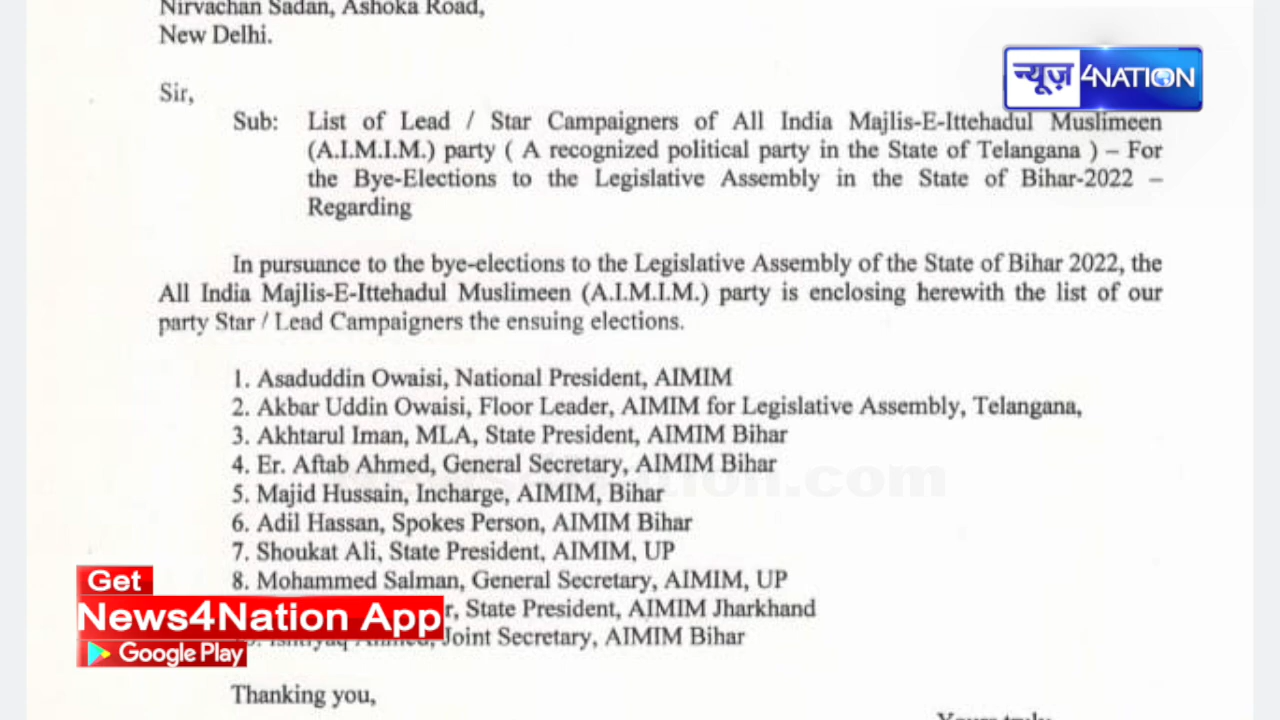 Nirvachan Sadan, Ashoka Road,
New Delhi.
न्यूज़4NATION
Sir,
Sub: List of Lead / Star Campaigners of All India Majlis-E-Ittehadul Muslimeen
(A.I.M.I.M.) party ( A recognized political party in the State of Telangana ) – For
the Bye-Elections to the Legislative Assembly in the State of Bihar-2022 –
Regarding
In pursuance to the bye-elections to the Legislative Assembly of the State of Bihar 2022, the
All India Majlis-E-Ittehadul Muslimeen (A.I.M.I.M.) party is enclosing herewith the list of our
party Star / Lead Campaigners the ensuing elections.
1. Asaduddin Owaisi, National President, AIMIM
2. Akbar Uddin Owaisi, Floor Leader, AIMIM for Legislative Assembly, Telangana,
3. Akhtarul Iman, MLA, State President, AIMIM Bihar
4. Er. Aftab Ahmed, General Secretary, AIMIM Bihar
5. Majid Hussain, Incharge, AIMIM, Bihar
6. Adil Hassan, Spokes Person, AIMIM Bihar
7. Shoukat Ali, State President, AIMIM, UP
8. Mohammed Salman, General Secretary, AIMIM, UP
r, State President, AIMIM Jharkhand
Joint Secretary, AIMIM Bihar
Get
News4Nation App
Google Play
Thanking you,
Yours truly